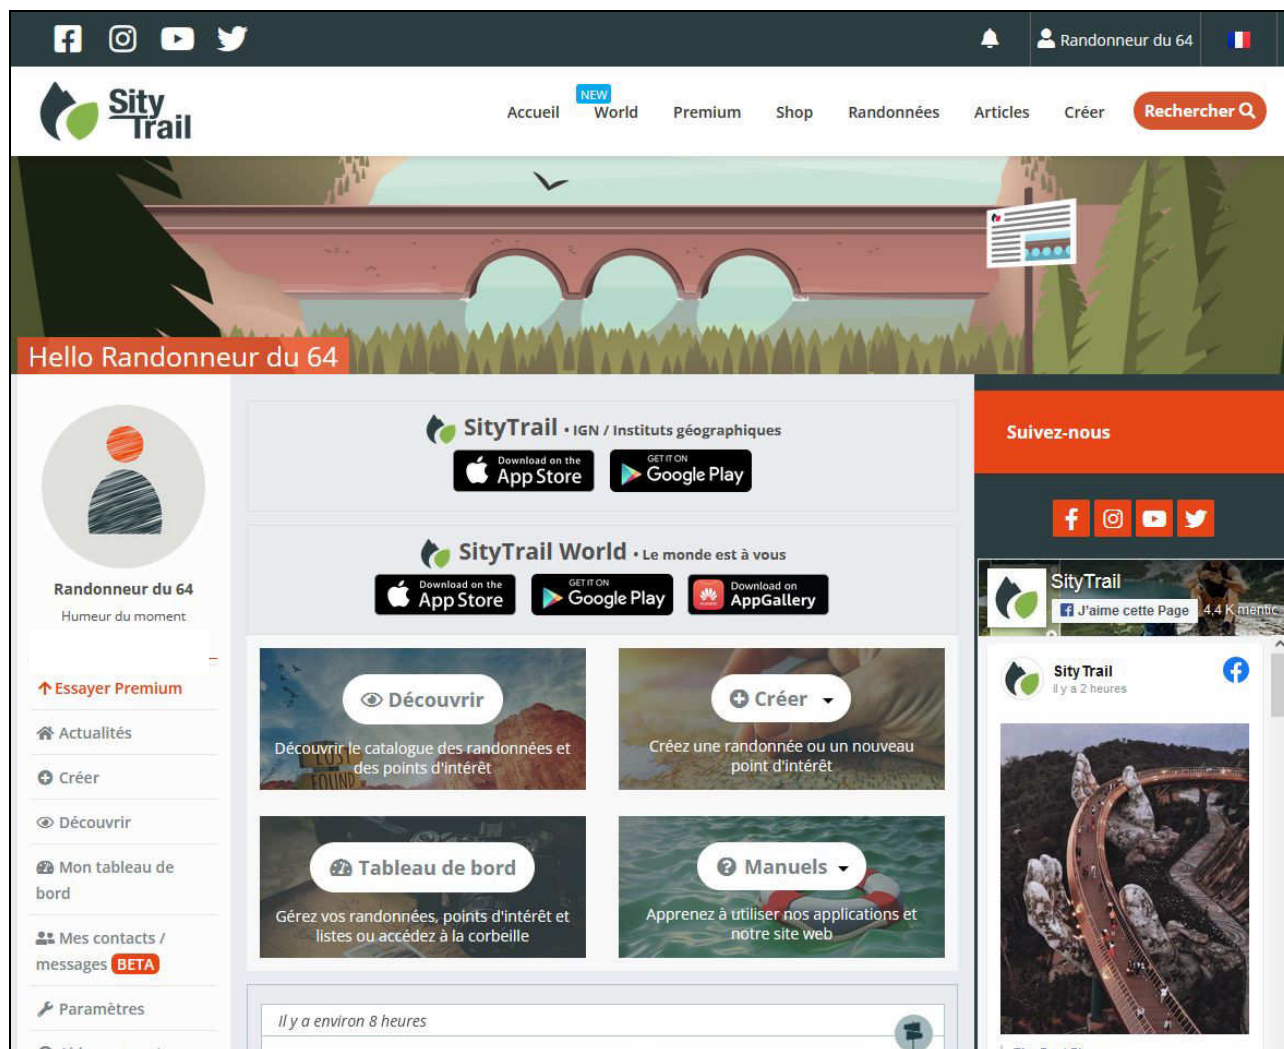 Randonneur du 64
Sity
Trail
Accueil
NEW
World
Premium
Shop
Randonnées
Articles
Créer
Rechercher
Hello Randonneur du 64
Randonneur du 64
Humeur du moment
Essayer Premium
Actualités
Créer
Découvrir
Mon tableau de
bord
Mes contacts /
messages BETA
Paramètres
SityTrail • IGN / Instituts géographiques
Download on the
App Store
GET IT ON
Google Play
SityTrail World • Le monde est à vous
Download on the
App Store
GET IT ON
Google Play
Download on
AppGallery
Découvrir
Découvrir le catalogue des randonnées et
des points d'intérêt
LOST
FOUND
Créer
Créez une randonnée ou un nouveau
point d'intérêt
Tableau de bord
Gérez vos randonnées, points d'intérêt et
listes ou accédez à la corbeille
Manuels
Apprenez à utiliser nos applications et
notre site web
Il y a environ 8 heures
Suivez-nous
SityTrail
J'aime cette Page
4,4 K mentic
Sity Trail
il y a 2 heures